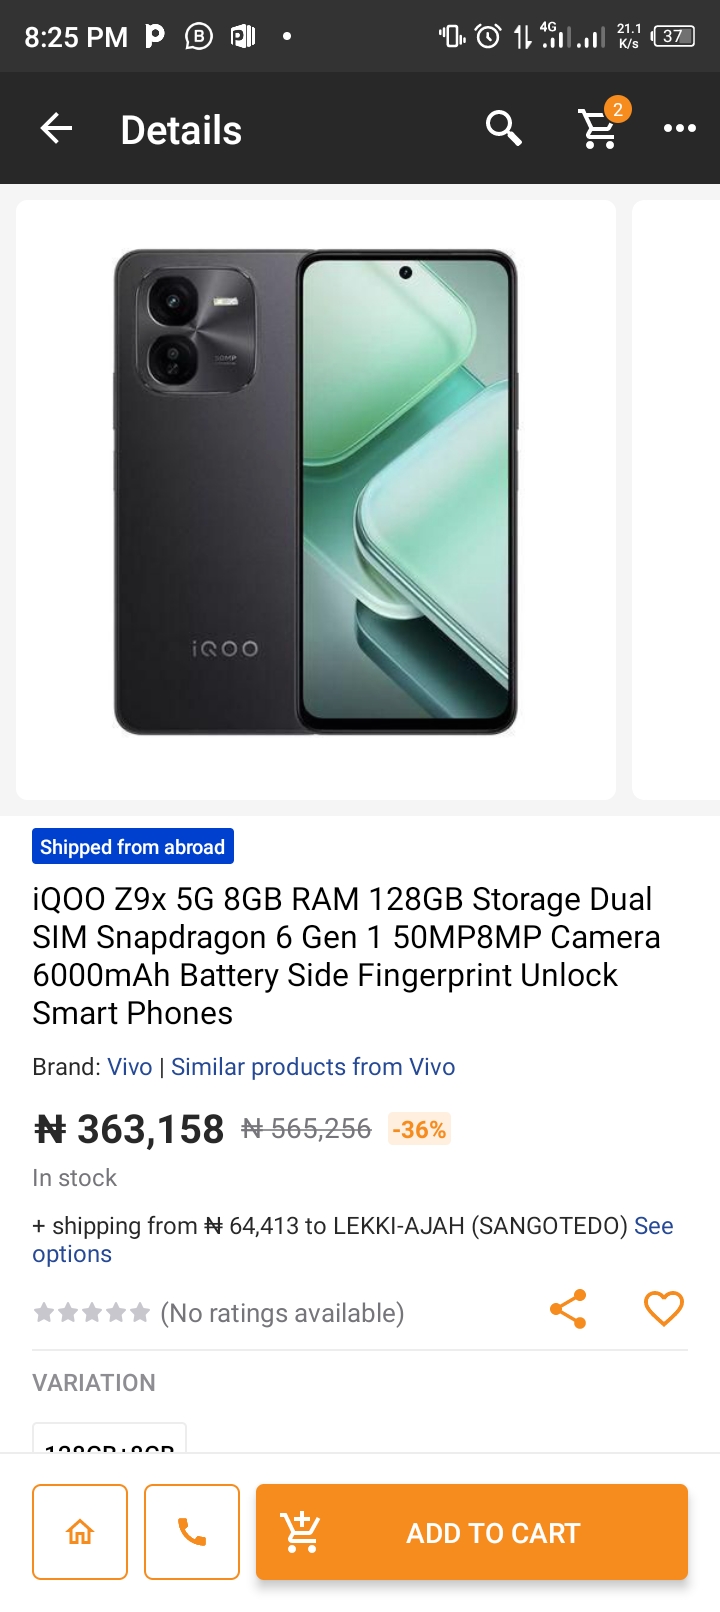 8:25 PM
4G
21.1
K/s
37
Details
2
50MP
iQOO
Shipped from abroad
iQOO Z9x 5G 8GB RAM 128GB Storage Dual
SIM Snapdragon 6 Gen 1 50MP8MP Camera
6000mAh Battery Side Fingerprint Unlock
Smart Phones
Brand: Vivo | Similar products from Vivo
₦ 363,158 ₦ 565,256 -36%
In stock
+ shipping from ₦ 64,413 to LEKKI-AJAH (SANGOTEDO) See
options
(No ratings available)
VARIATION
128GB+8GB
ADD TO CART